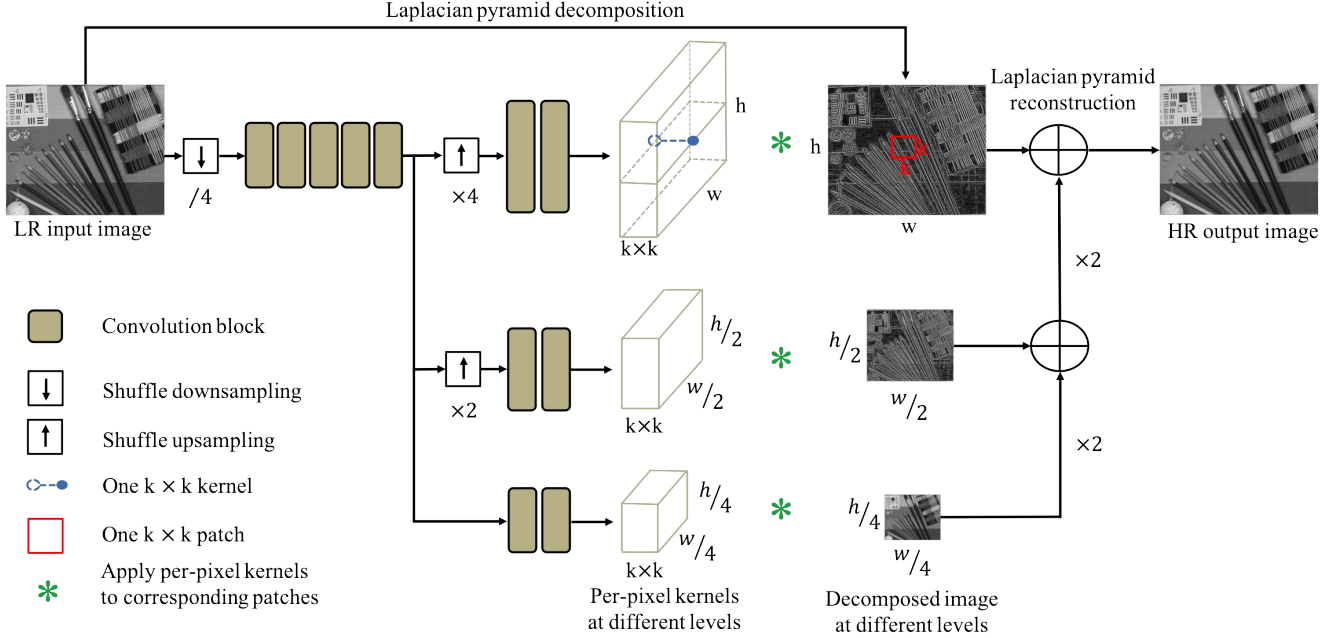 Laplacian pyramid decomposition
LR input image
/4
×4
k×k
w
h
h
k
k
w
Laplacian pyramid
reconstruction
HR output image
×2
Convolution block
Shuffle downsampling
Shuffle upsampling
One k × k kernel
One k × k patch
Apply per-pixel kernels
to corresponding patches
×2
k×k
w/2
h/2
h/2
w/2
×2
k×k
w/4
h/4
h/4
w/4
Per-pixel kernels
at different levels
Decomposed image
at different levels